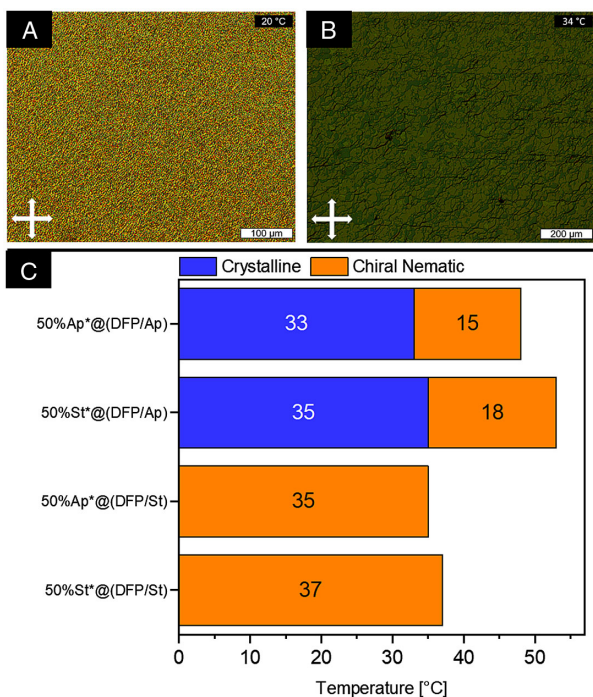 A
20 °C
100 µm
B
34 °C
200 µm
C
Crystalline
Chiral Nematic
50%Ap*@(DFP/Ap)
33
15
50%St*@(DFP/Ap)
35
18
50%Ap*@(DFP/St)
35
50%St*@(DFP/St)
37
0 10 20 30 40 50
Temperature [°C]